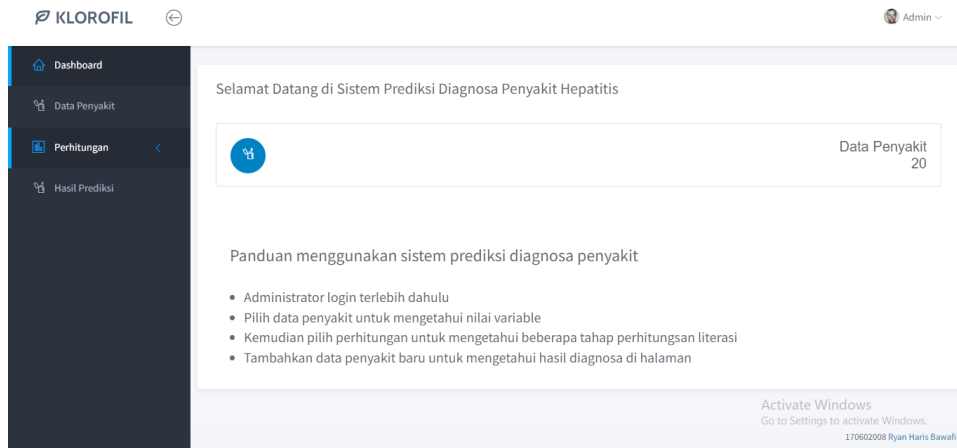 KLOROFIL
Admin
Dashboard
Data Penyakit
Perhitungan
Hasil Prediksi
Selamat Datang di Sistem Prediksi Diagnosa Penyakit Hepatitis
Data Penyakit
20
Panduan menggunakan sistem prediksi diagnosa penyakit
Administrator login terlebih dahulu
Pilih data penyakit untuk mengetahui nilai variable
Kemudian pilih perhitungan untuk mengetahui beberapa tahap perhitungsan literasi
Tambahkan data penyakit baru untuk mengetahui hasil diagnosa di halaman
Activate Windows
Go to Settings to activate Windows.
170602008 Ryan Haris Bawafi